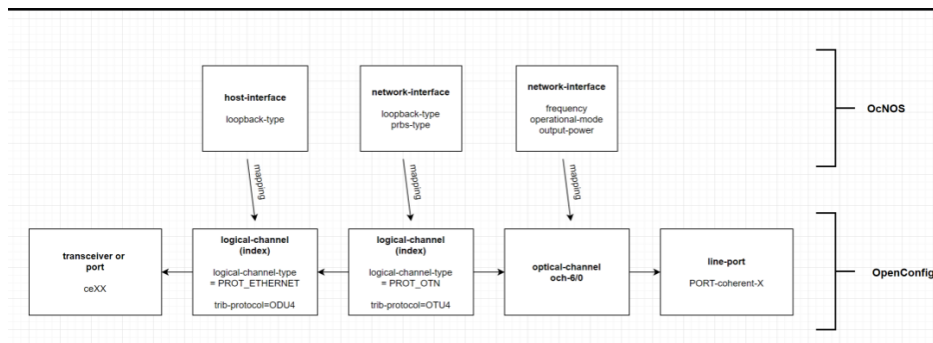 host-interface
loopback-type
network-interface
loopback-type
prbs-type
network-interface
frequency
operational-mode
output-power
OcNOS
mapping
mapping
mapping
transceiver or
port
ceXX
logical-channel
(index)
logical-channel-type
= PROT_ETHERNET
trib-protocol=ODU4
logical-channel
(index)
logical-channel-type
= PROT_OTN
trib-protocol=OTU4
optical-channel
och-6/0
line-port
PORT-coherent-X
OpenConfig